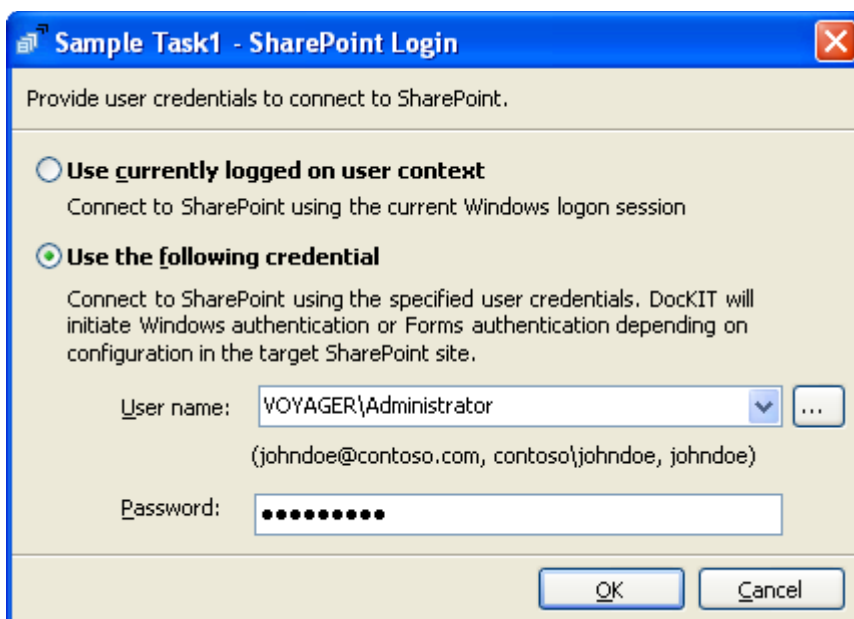 Sample Task1 - SharePoint Login
Provide user credentials to connect to SharePoint.
Use currently logged on user context
Connect to SharePoint using the current Windows logon session
Use the following credential
Connect to SharePoint using the specified user credentials. DocKIT will
initiate Windows authentication or Forms authentication depending on
configuration in the target SharePoint site.
User name: VOYAGER\Administrator ...
(johndoe@contoso.com, contoso\johndoe, johndoe)
Password: ●●●●●●●●●
OK Cancel